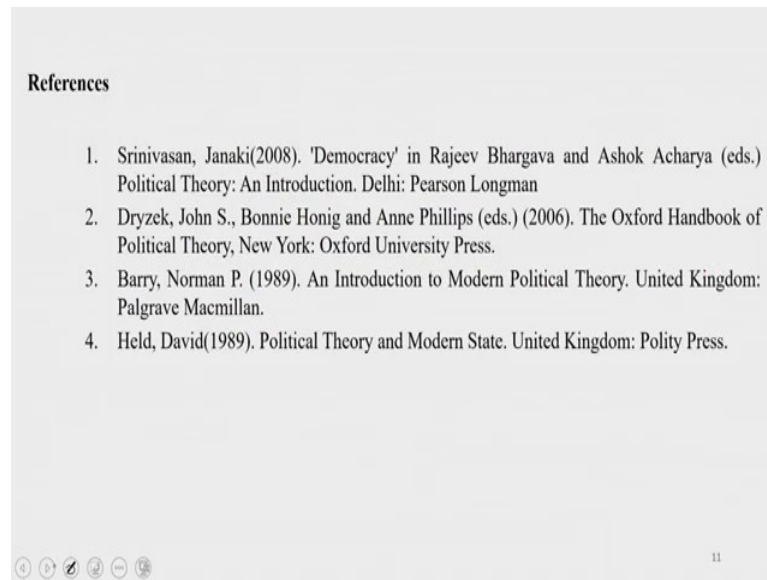 References
1. Srinivasan, Janaki(2008). 'Democracy' in Rajeev Bhargava and Ashok Acharya (eds.)
Political Theory: An Introduction. Delhi: Pearson Longman
2. Dryzek, John S., Bonnie Honig and Anne Phillips (eds.) (2006). The Oxford Handbook of
Political Theory, New York: Oxford University Press.
3. Barry, Norman P. (1989). An Introduction to Modern Political Theory. United Kingdom:
Palgrave Macmillan.
4. Held, David(1989). Political Theory and Modern State. United Kingdom: Polity Press.
11